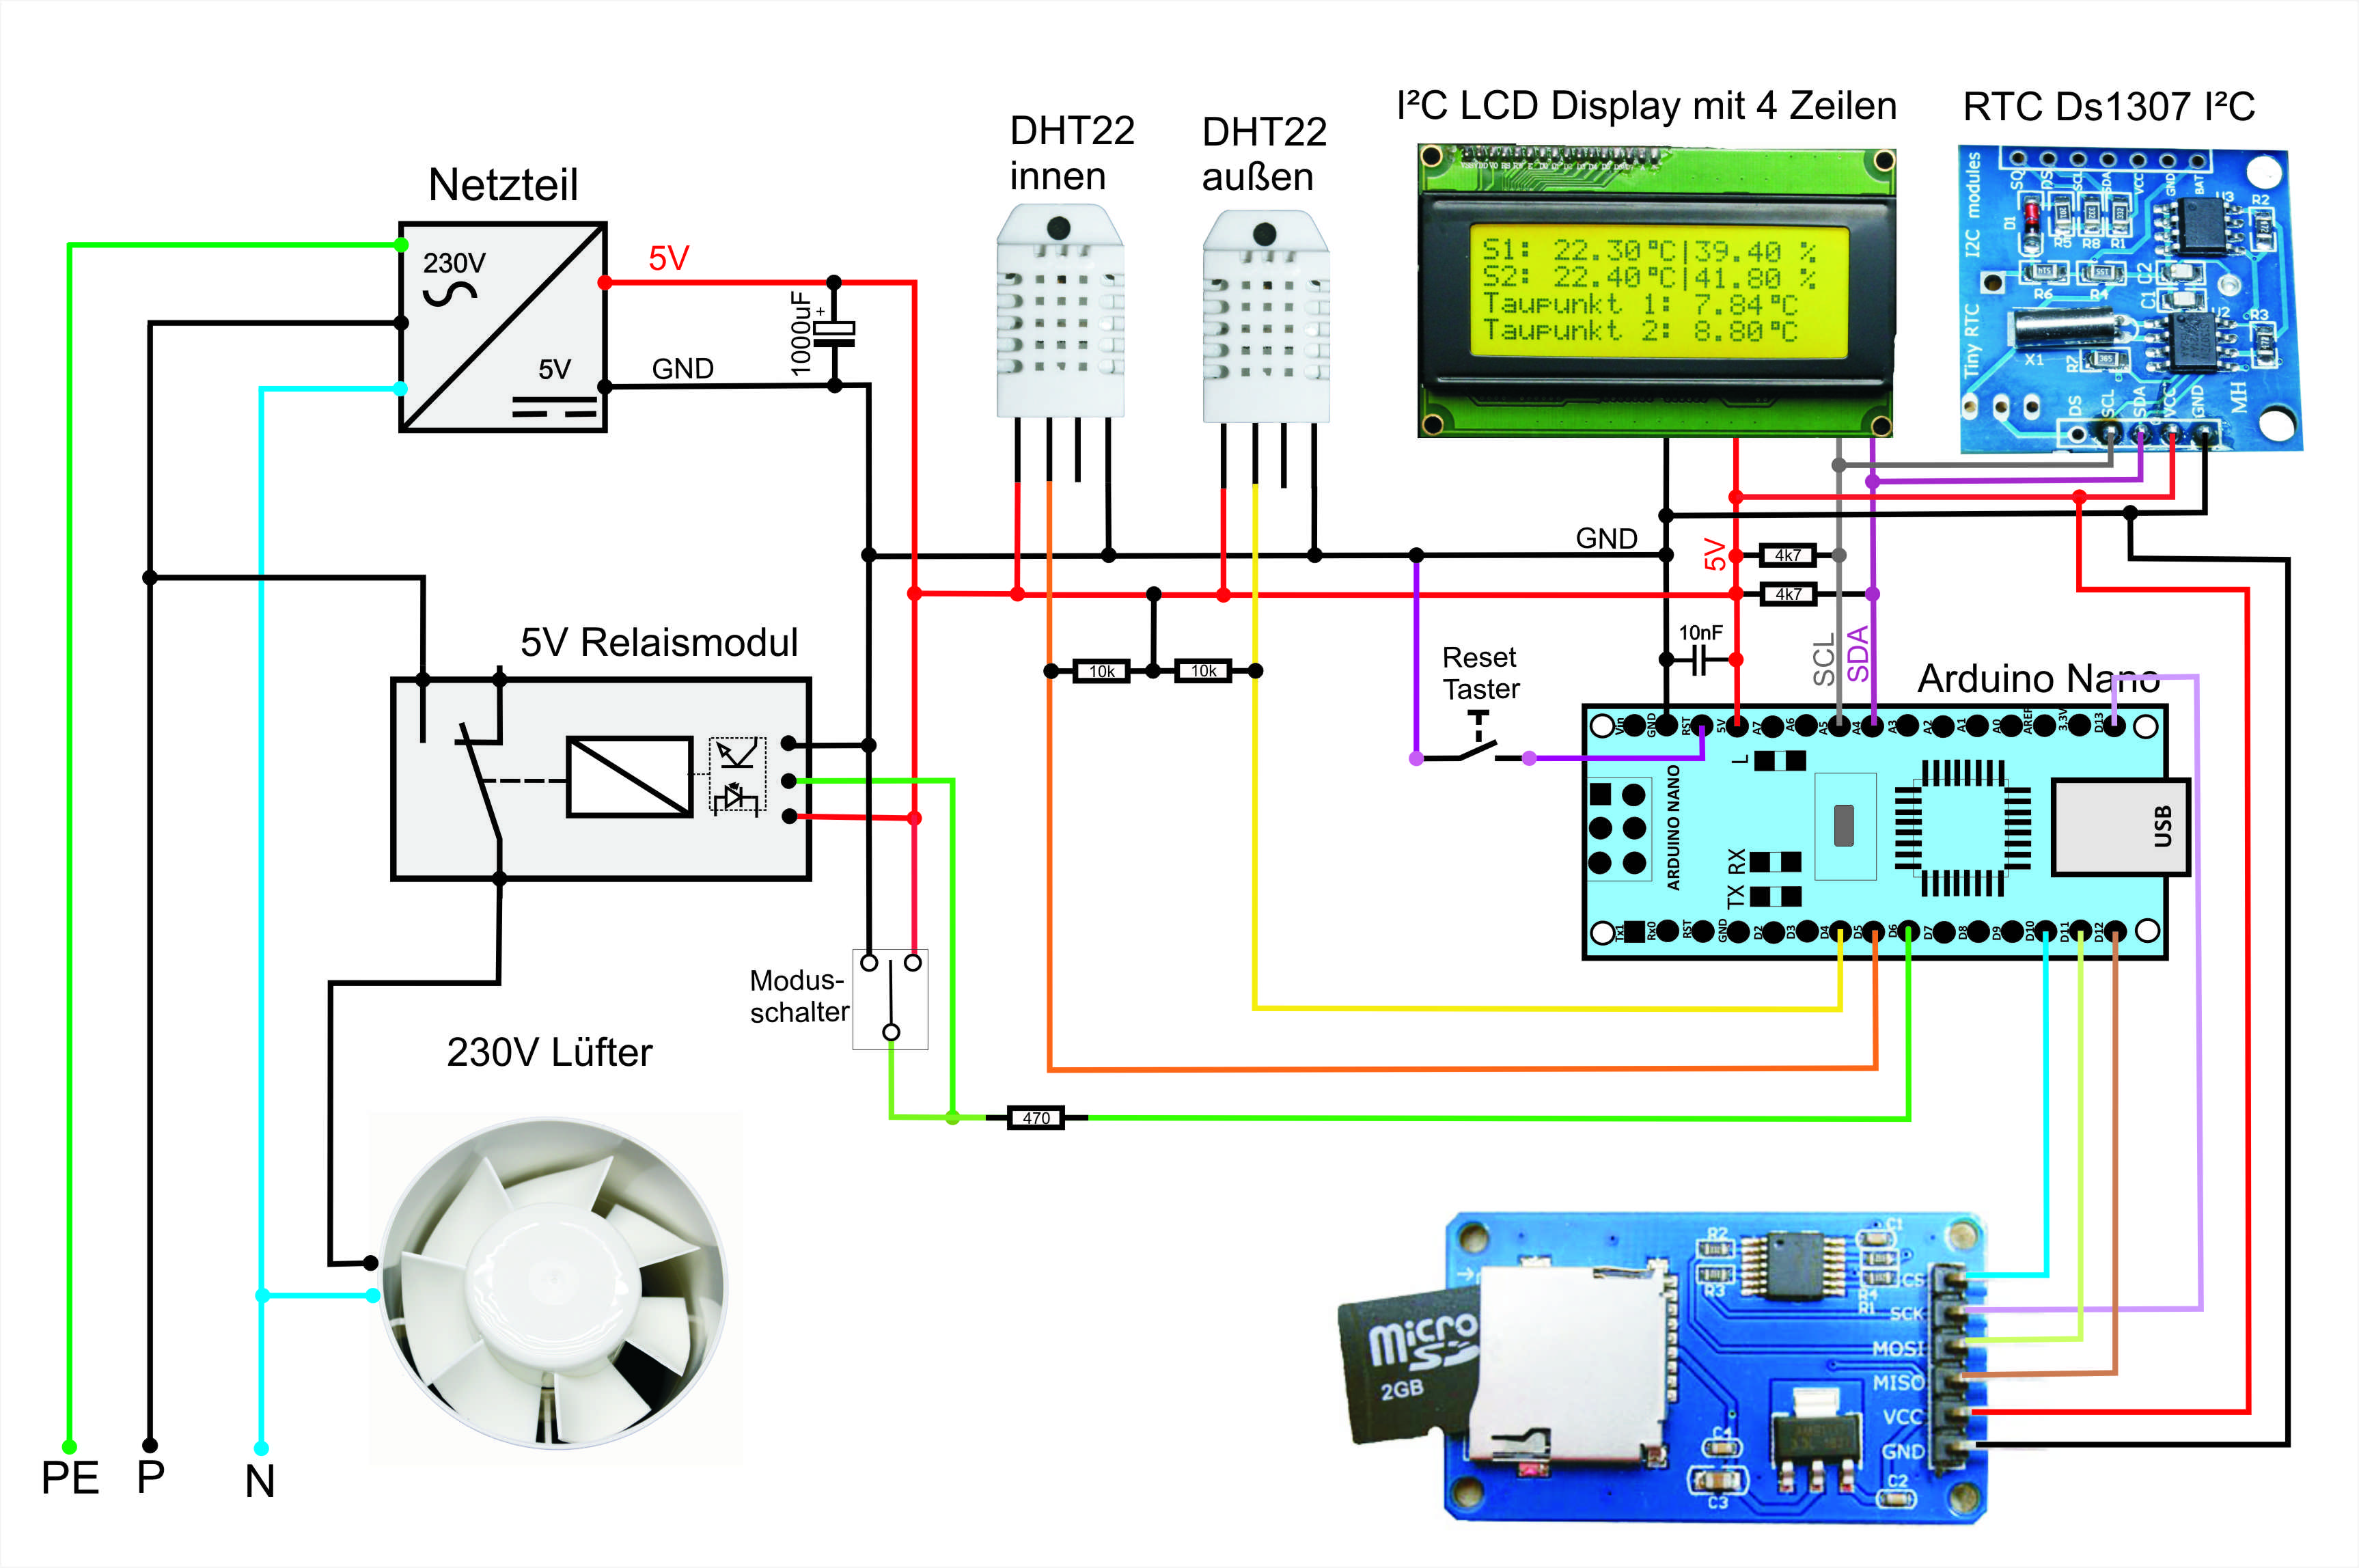 Netzteil
230V
5V
5V
GND
1000uF
+
DHT22
innen
DHT22
außen
I²C LCD Display mit 4 Zeilen
S1: 22.30°C|39.40 %
S2: 22.40°C|41.80 %
Taupunkt 1: 7.84°C
Taupunkt 2: 8.80°C
RTC Ds1307 I²C
Tiny RTC I2C modules
SQ
DS
SCL
SDA
VCC
GND
BAT
D1
R5
R8
R1
U3
R2
R6
R4
C2
C1
U2
R3
X1
R7
365
DS
SCL
SDA
VCC
GND
MH
GND
5V
4k7
4k7
10nF
SCL
SDA
10k
10k
5V Relaismodul
Reset
Taster
Arduino Nano
Vin
GND
RST
5V
A7
A6
A5
A4
A3
A2
A1
A0
AREF
3,3V
D13
L
ARDUINO NANO
RX
TX
USB
Tx1
Rx0
RST
GND
D2
D3
D4
D5
D6
D7
D8
D9
D10
D11
D12
Modus-
schalter
230V Lüfter
470
R2
R3
C1
R4
R1
CS
SCK
MOSI
MISO
VCC
GND
C4
C3
C2
micro
SD
2GB
PE
P
N